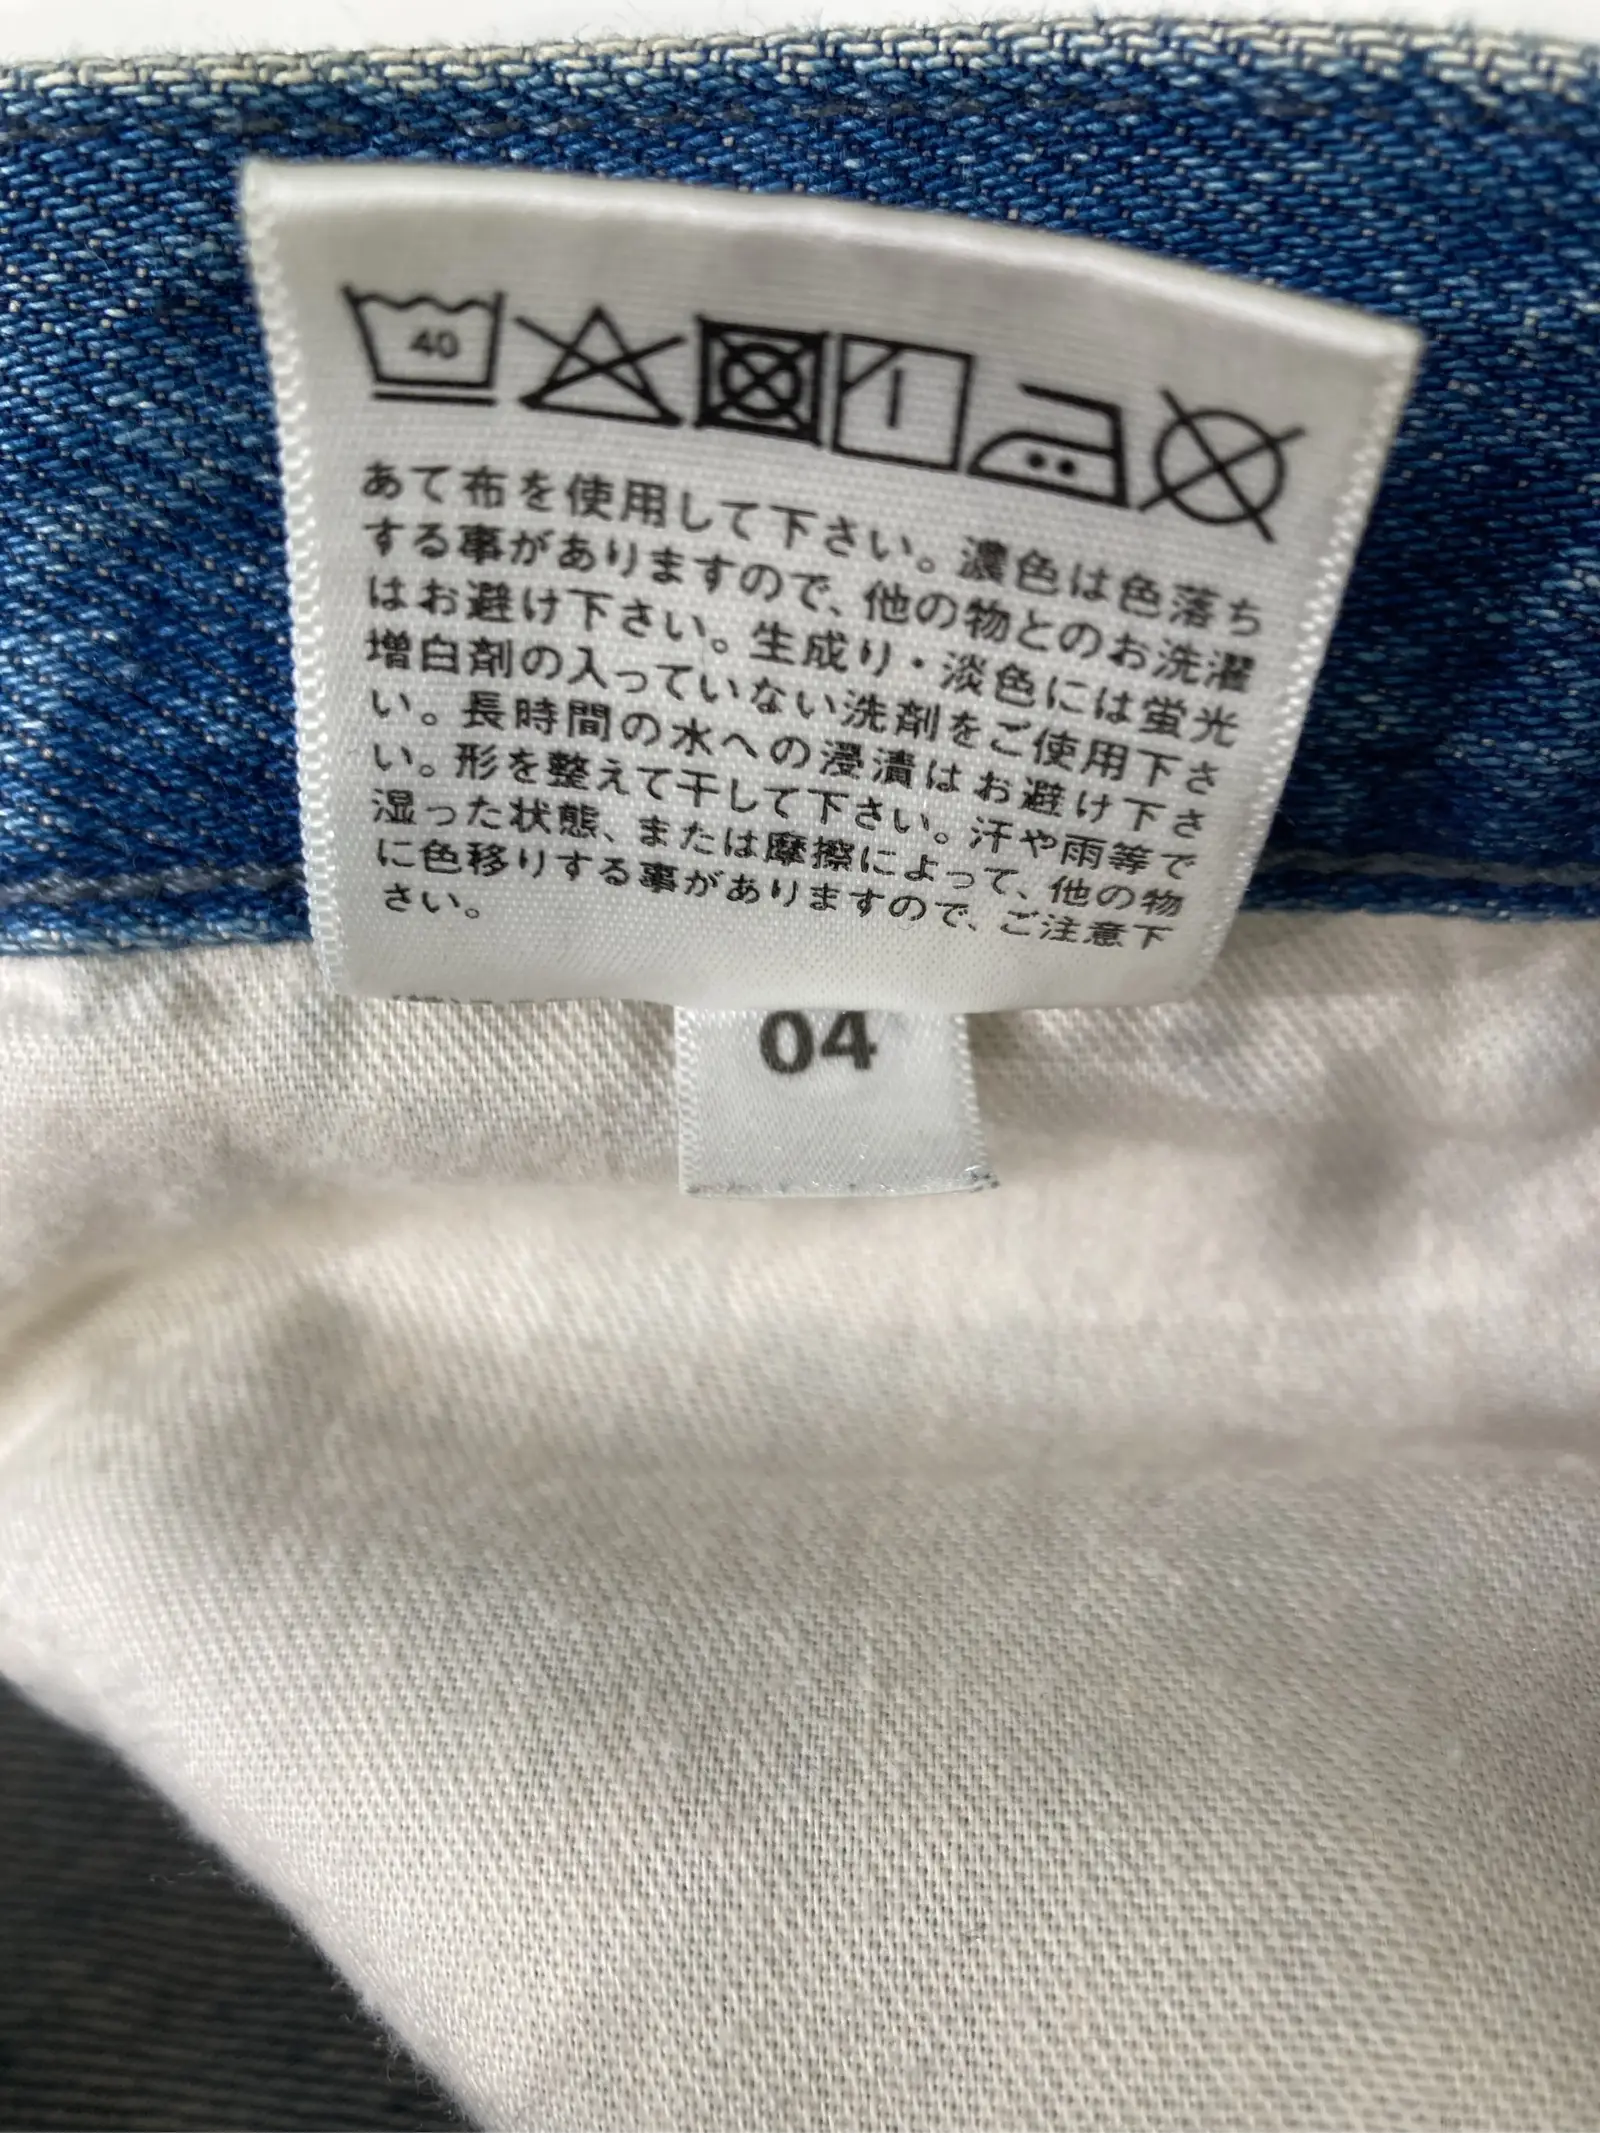 40
あて布を使用して下さい。濃色は色落ち
する事がありますので、他の物とのお洗濯
はお避け下さい。生成り・淡色には蛍光
増白剤の入っていない洗剤をご使用下さ
い。長時間の水への浸漬はお避け下さ
い。形を整えて干して下さい。汗や雨等で
湿った状態、または摩擦によって、他の物
に色移りする事がありますので、ご注意下
さい。
04